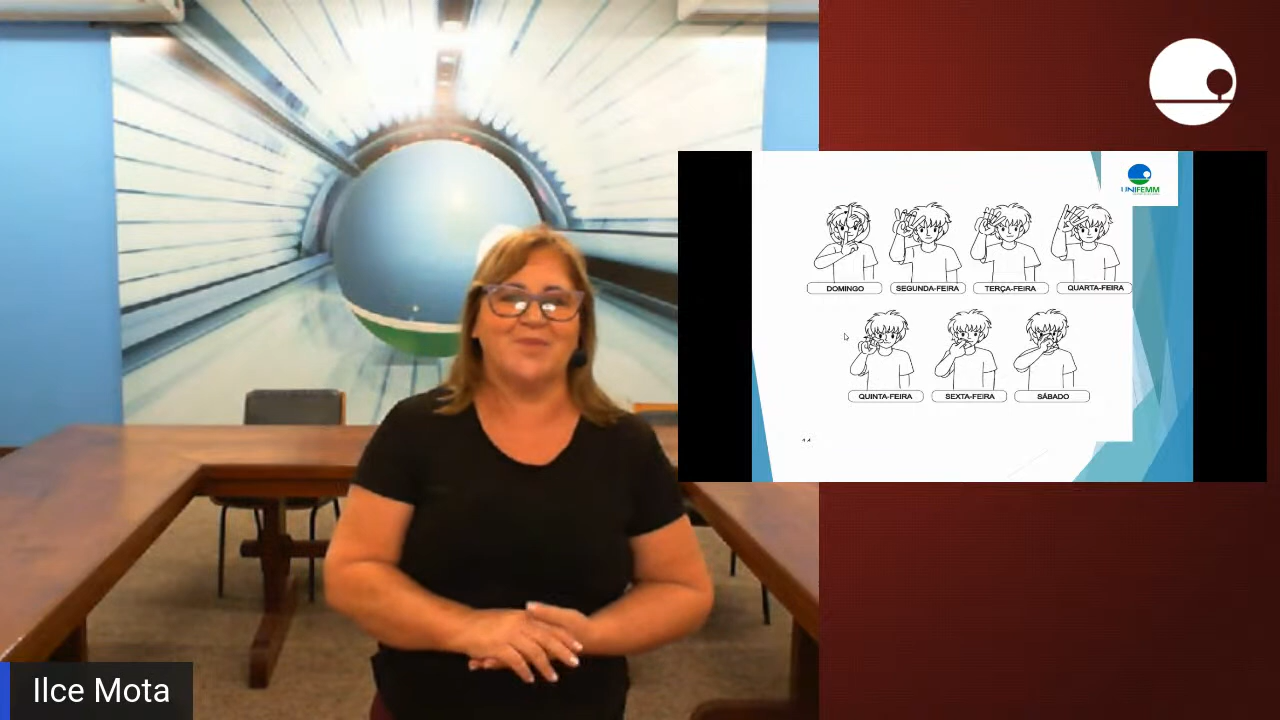 UNIFEMM
DOMINGO
SEGUNDA-FEIRA
TERÇA-FEIRA
QUARTA-FEIRA
QUINTA-FEIRA
SEXTA-FEIRA
SÁBADO
Ilce Mota